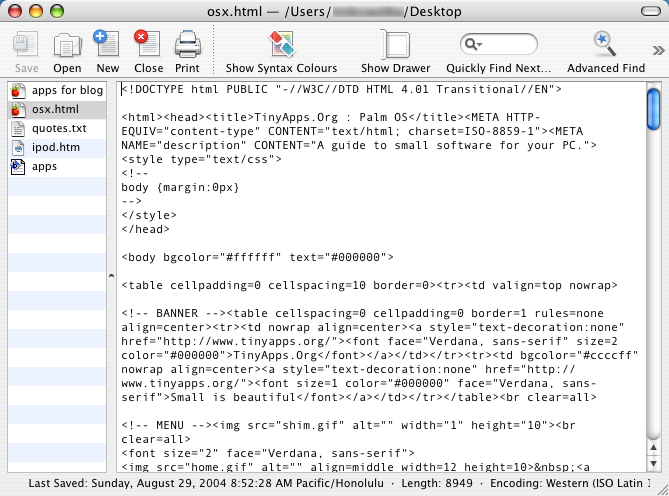 osx.html — /Users/ /Desktop
Save Open New Close Print Show Syntax Colours Show Drawer Quickly Find Next... Advanced Find
apps for blog
osx.html
quotes.txt
ipod.htm
apps
<!DOCTYPE html PUBLIC "-//W3C//DTD HTML 4.01 Transitional//EN">
<html><head><title>TinyApps.Org : Palm OS</title><META HTTP-
EQUIV="content-type" CONTENT="text/html; charset=ISO-8859-1"><META
NAME="description" CONTENT="A guide to small software for your PC.">
<style type="text/css">
<!--
body {margin:0px}
-->
</style>
</head>
<body bgcolor="#ffffff" text="#000000">
<table cellpadding=0 cellspacing=10 border=0><tr><td valign=top nowrap>
<!-- BANNER --><table cellspacing=0 cellpadding=0 border=1 rules=none
align=center><tr><td nowrap align=center><a style="text-decoration:none"
href="http://www.tinyapps.org/"><font face="Verdana, sans-serif" size=2
color="#000000">TinyApps.Org</font></a></td></tr><tr><td bgcolor="#ccccff"
nowrap align=center><a style="text-decoration:none" href="http://
www.tinyapps.org/"><font size=1 color="#000000" face="Verdana, sans-
serif">Small is beautiful</font></a></td></tr></table><br clear=all>
<!-- MENU --><img src="shim.gif" alt="" width="1" height="10"><br
clear=all>
<font size="2" face="Verdana, sans-serif">
<img src="home.gif" alt="" align=middle width=12 height=10>&nbsp;<a
Last Saved: Sunday, August 29, 2004 8:52:28 AM Pacific/Honolulu · Length: 8949 · Encoding: Western (ISO Latin 1